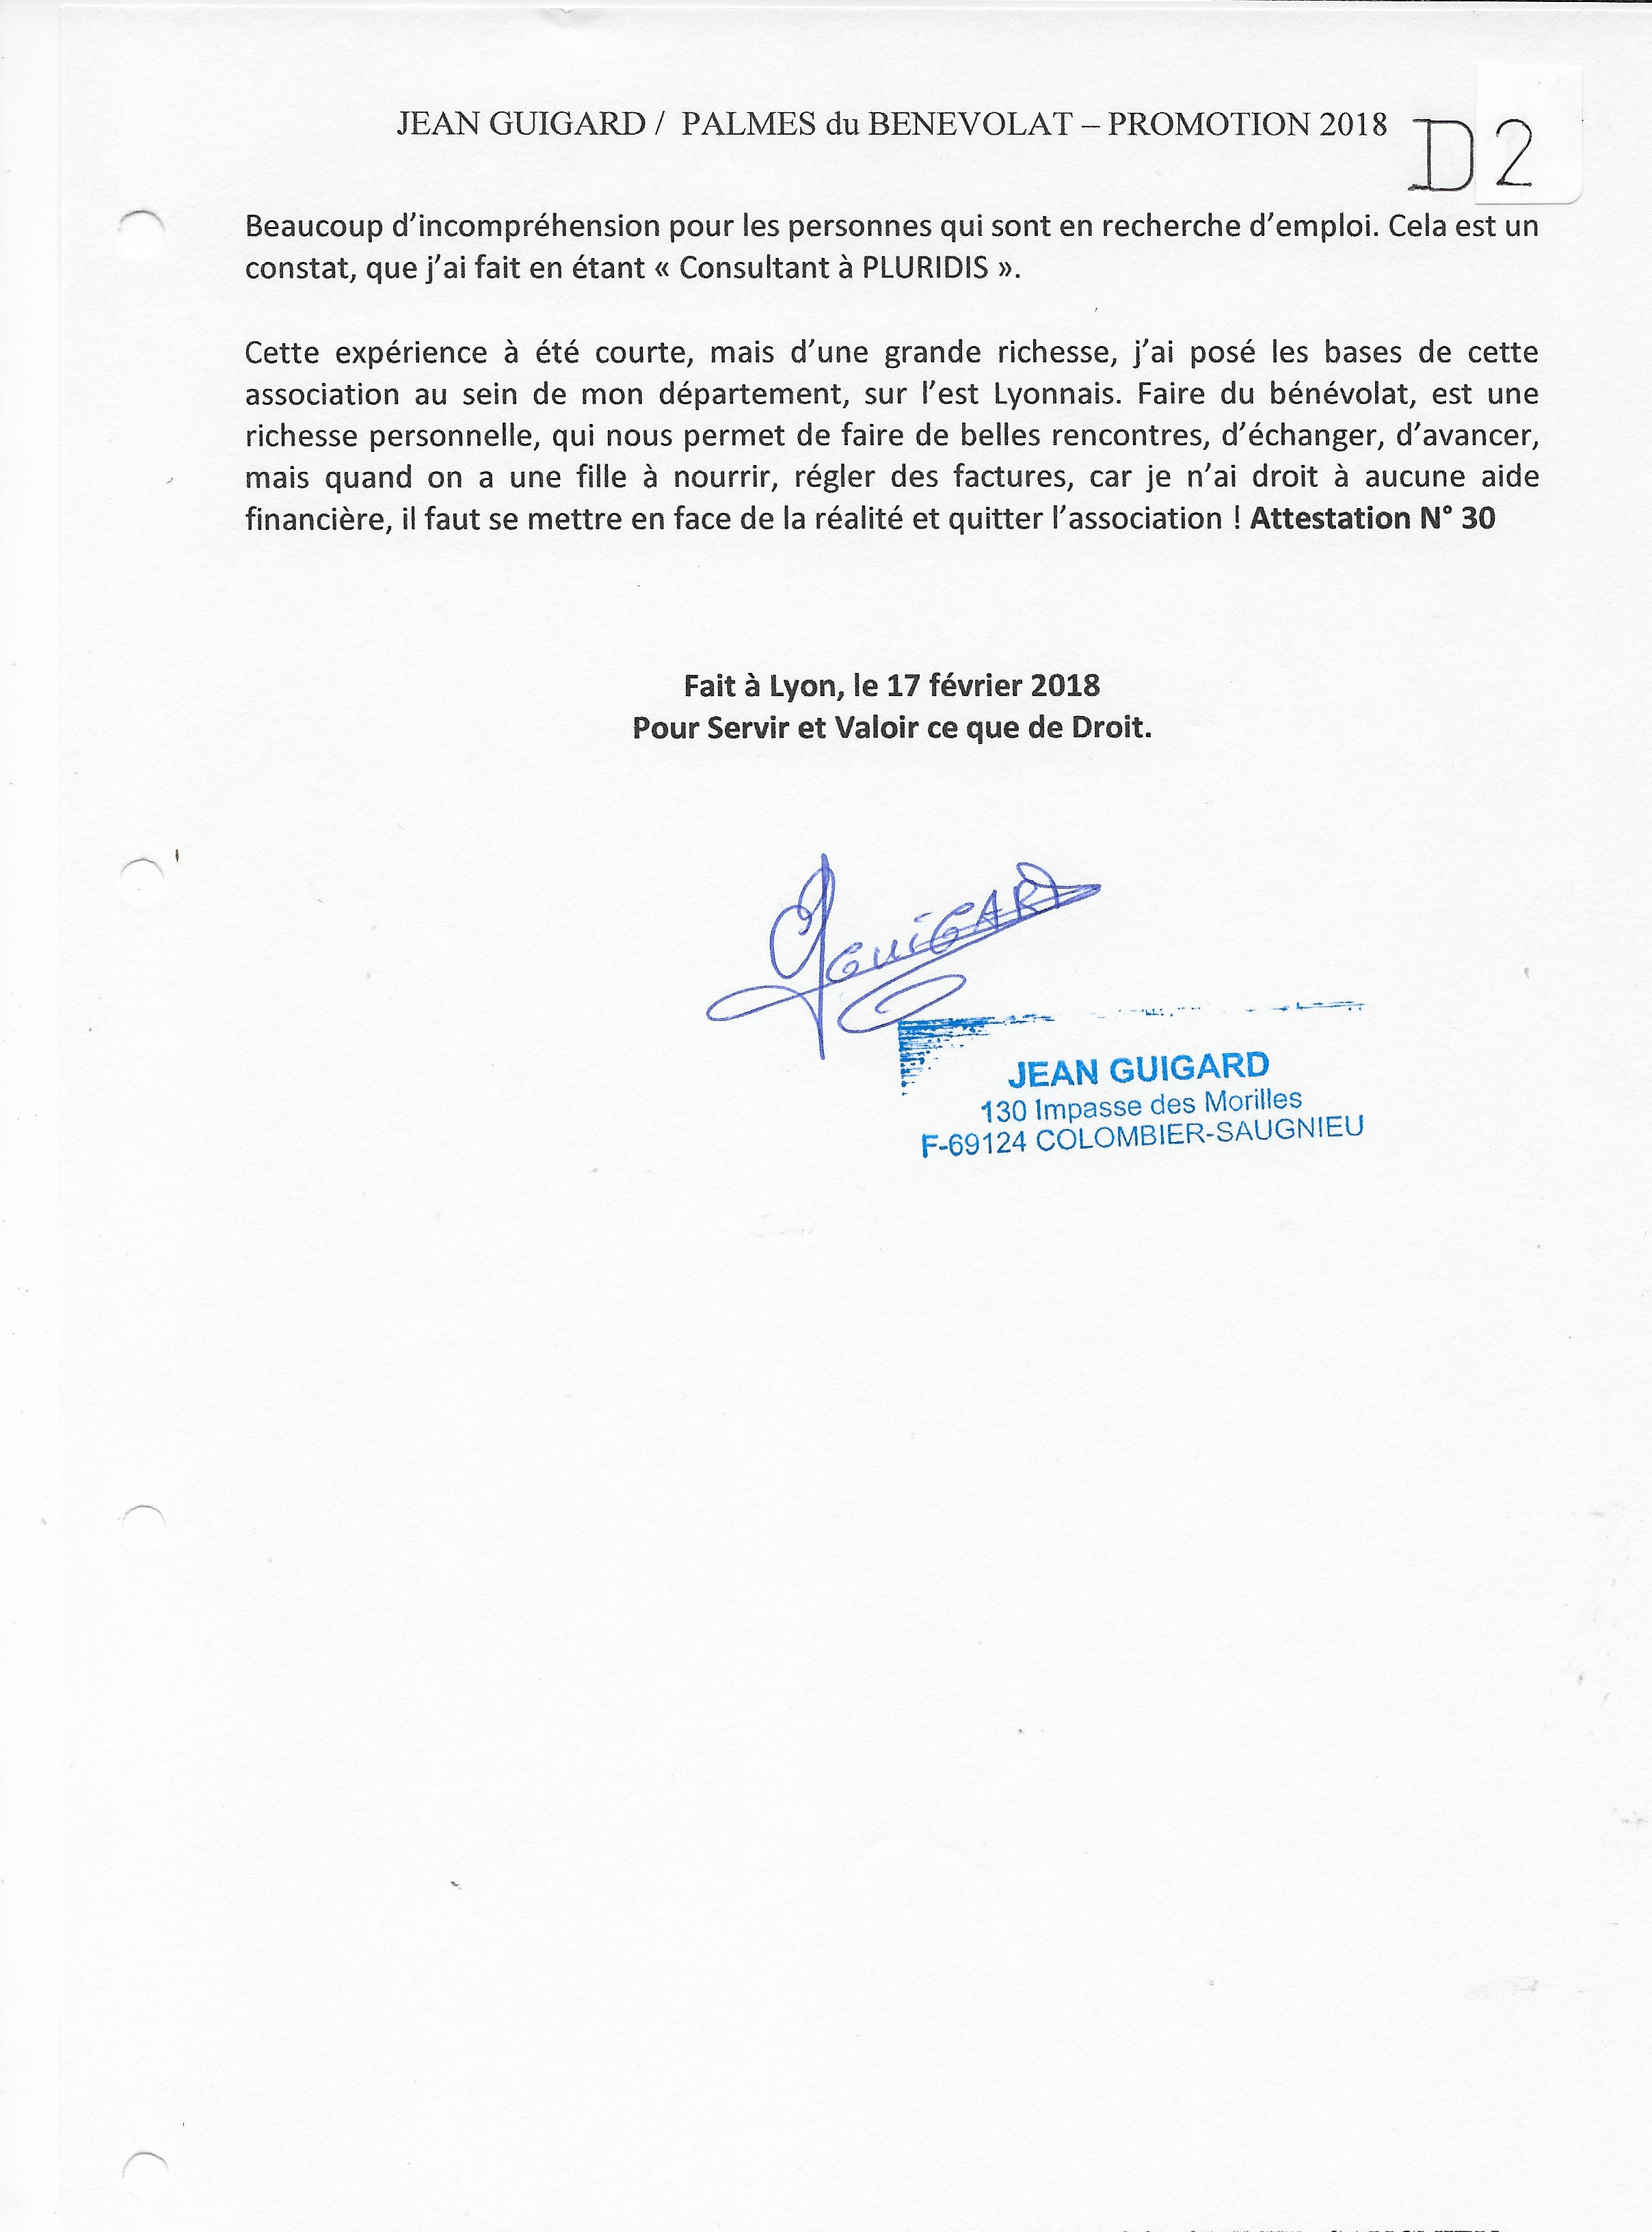 JEAN GUIGARD / PALMES du BENEVOLAT – PROMOTION 2018
D2
Beaucoup d’incompréhension pour les personnes qui sont en recherche d’emploi. Cela est un
constat, que j’ai fait en étant « Consultant à PLURIDIS ».
Cette expérience à été courte, mais d’une grande richesse, j’ai posé les bases de cette
association au sein de mon département, sur l’est Lyonnais. Faire du bénévolat, est une
richesse personnelle, qui nous permet de faire de belles rencontres, d’échanger, d’avancer,
mais quand on a une fille à nourrir, régler des factures, car je n’ai droit à aucune aide
financière, il faut se mettre en face de la réalité et quitter l’association ! Attestation N° 30
Fait à Lyon, le 17 février 2018
Pour Servir et Valoir ce que de Droit.
GUIGARD
JEAN GUIGARD
130 Impasse des Morilles
F-69124 COLOMBIER-SAUGNIEU